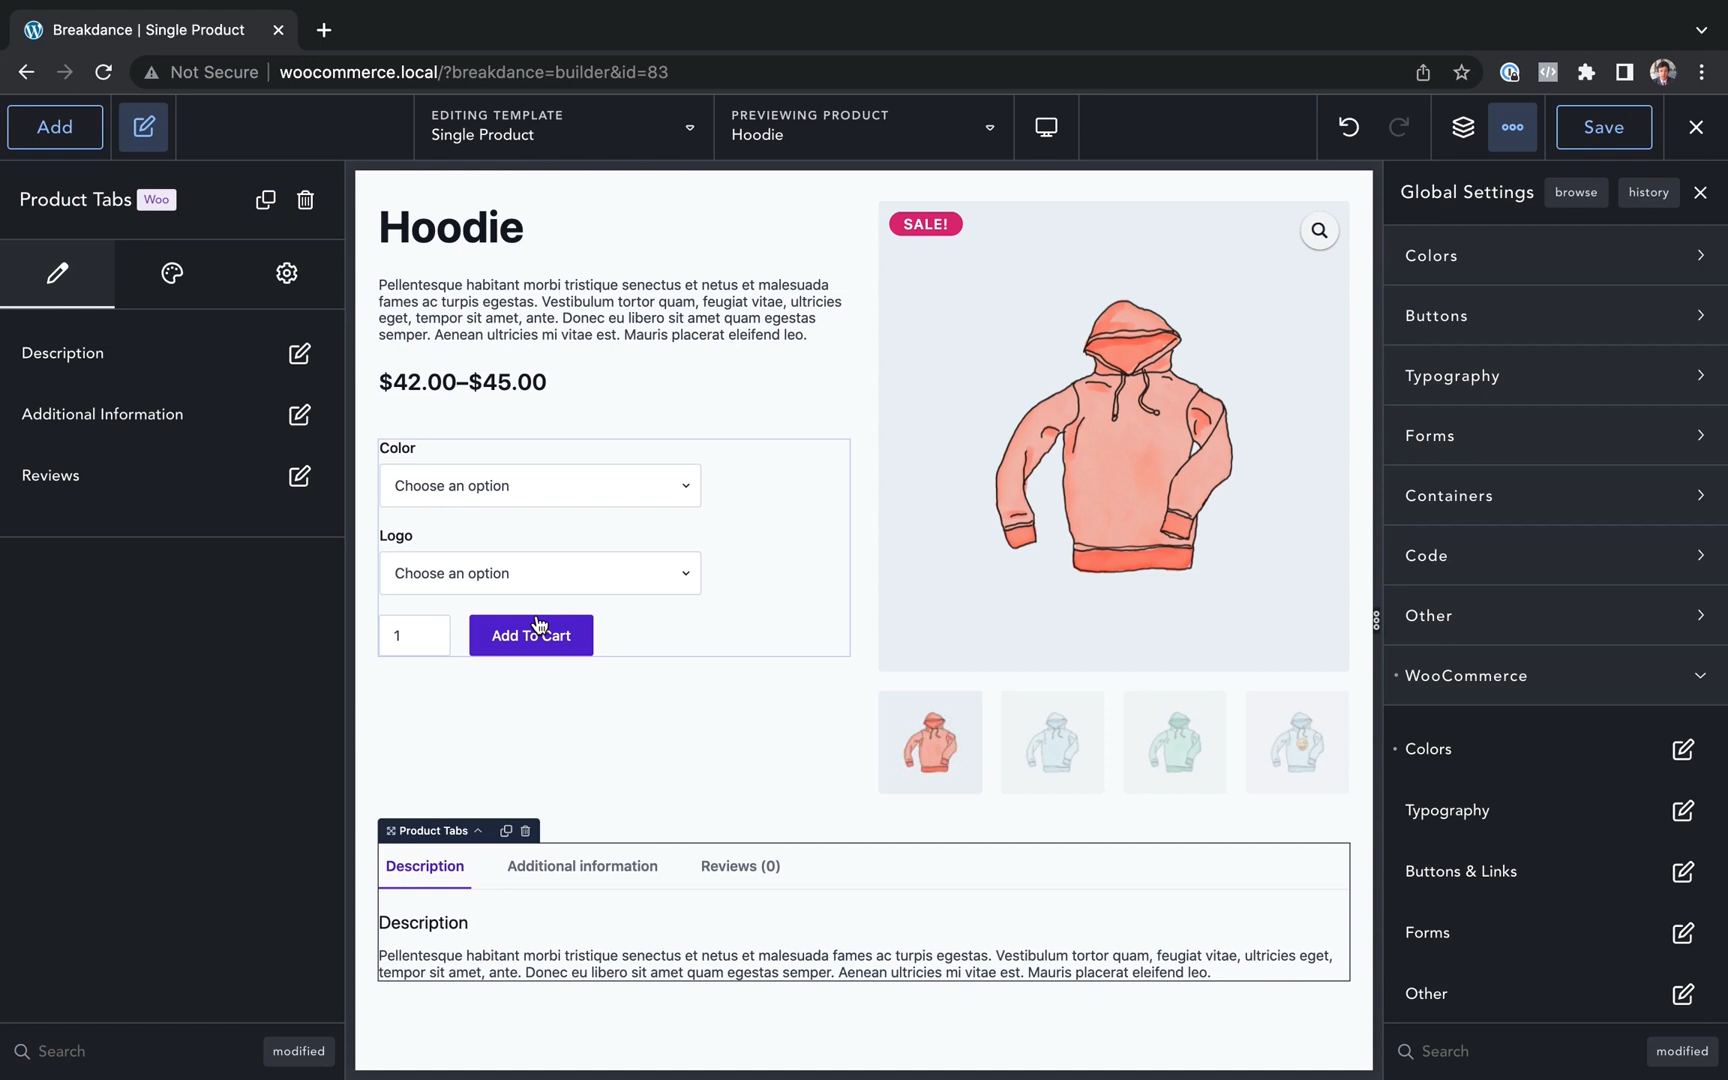 Breakdance | Single Product
Not Secure
woocommerce.local/?breakdance=builder&id=83
Add
EDITING TEMPLATE
Single Product
PREVIEWING PRODUCT
Hoodie
Save
Product Tabs
Woo
Description
Additional Information
Reviews
Search
modified
Hoodie
Pellentesque habitant morbi tristique senectus et netus et malesuada
fames ac turpis egestas. Vestibulum tortor quam, feugiat vitae, ultricies
eget, tempor sit amet, ante. Donec eu libero sit amet quam egestas
semper. Aenean ultricies mi vitae est. Mauris placerat eleifend leo.
$42.00–$45.00
Color
Choose an option
Logo
Choose an option
1
Add To Cart
SALE!
Product Tabs
Description
Additional information
Reviews (0)
Description
Pellentesque habitant morbi tristique senectus et netus et malesuada fames ac turpis egestas. Vestibulum tortor quam, feugiat vitae, ultricies eget,
tempor sit amet, ante. Donec eu libero sit amet quam egestas semper. Aenean ultricies mi vitae est. Mauris placerat eleifend leo.
Global Settings
browse
history
Colors
Buttons
Typography
Forms
Containers
Code
Other
WooCommerce
Colors
Typography
Buttons & Links
Forms
Other
Search
modified